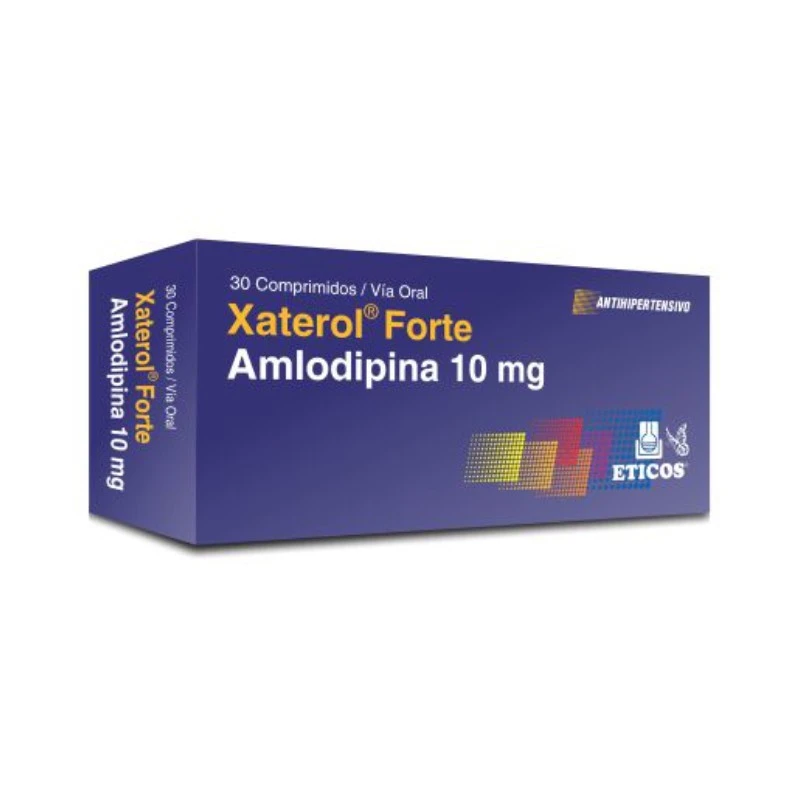 30 Comprimidos / Vía Oral
Xaterol® Forte
Amlodipina 10 mg
ANTIHIPERTENSIVO
ETICOS
30 Comprimidos / Vía Oral
Xaterol® Forte
Amlodipina 10 mg